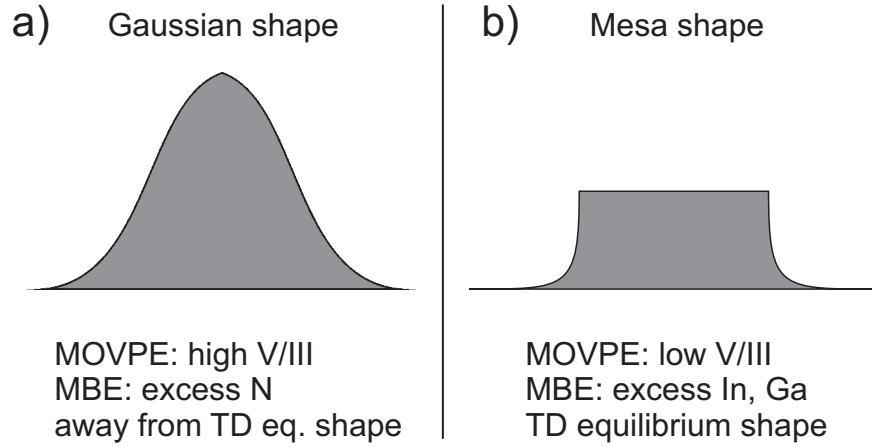 a) Gaussian shape
MOVPE: high V/III
MBE: excess N
away from TD eq. shape
b) Mesa shape
MOVPE: low V/III
MBE: excess In, Ga
TD equilibrium shape